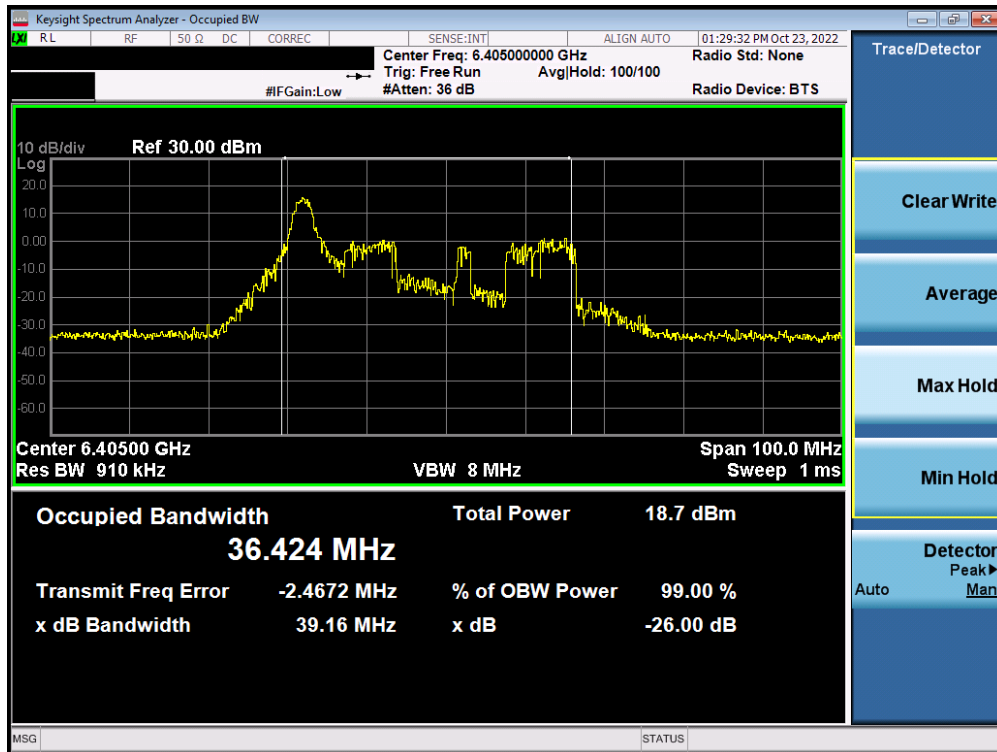 Keysight Spectrum Analyzer - Occupied BW
LXI RL RF 50 Ω DC CORREC SENSE:INT ALIGN AUTO 01:29:32 PM Oct 23, 2022
Center Freq: 6.405000000 GHz Radio Std: None
Trig: Free Run Avg|Hold: 100/100
#IFGain:Low #Atten: 36 dB Radio Device: BTS
10 dB/div Ref 30.00 dBm
Log
20.0
10.0
0.00
-10.0
-20.0
-30.0
-40.0
-50.0
-60.0
Center 6.40500 GHz Span 100.0 MHz
Res BW 910 kHz VBW 8 MHz Sweep 1 ms
Occupied Bandwidth Total Power 18.7 dBm
36.424 MHz
Transmit Freq Error -2.4672 MHz % of OBW Power 99.00 %
x dB Bandwidth 39.16 MHz x dB -26.00 dB
MSG STATUS
Trace/Detector
Clear Write
Average
Max Hold
Min Hold
Detector
Peak▶
Auto Man